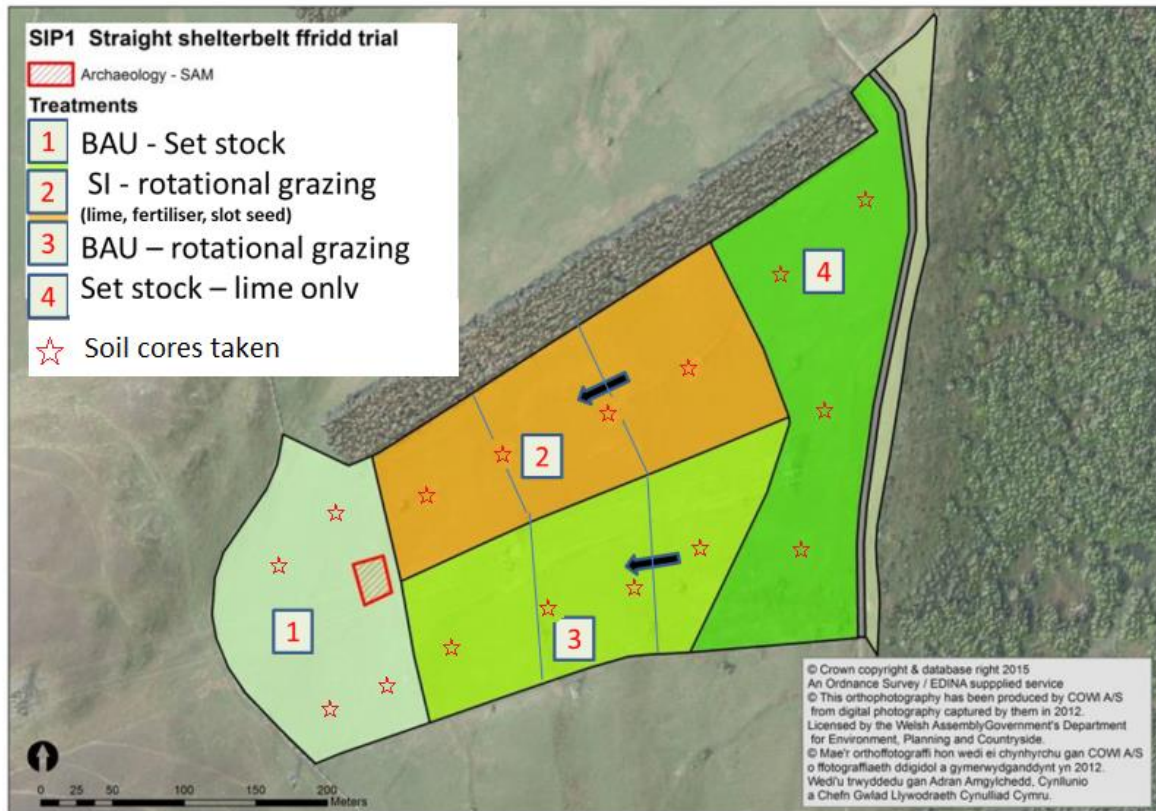 SIP1 Straight shelterbelt ffridd trial
Archaeology - SAM
Treatments
1 BAU - Set stock
2 SI - rotational grazing
(lime, fertiliser, slot seed)
3 BAU – rotational grazing
4 Set stock – lime only
Soil cores taken
4
2
3
1
0 25 50 100 150 200
Meters
© Crown copyright & database right 2015
An Ordnance Survey / EDINA suppplied service
© This orthophotography has been produced by COWI A/S
from digital photography captured by them in 2012.
Licensed by the Welsh AssemblyGovernment's Department
for Environment, Planning and Countryside.
© Mae'r orthoffotograffi hon wedi ei chynhyrchu gan COWI A/S
o ffotograffiaeth ddigidol a gymerwydganddynt yn 2012.
Wedi'u trwyddedu gan Adran Amgylchedd, Cynllunio
a Chefn Gwlad Llywodraeth Cynulliad Cymru.